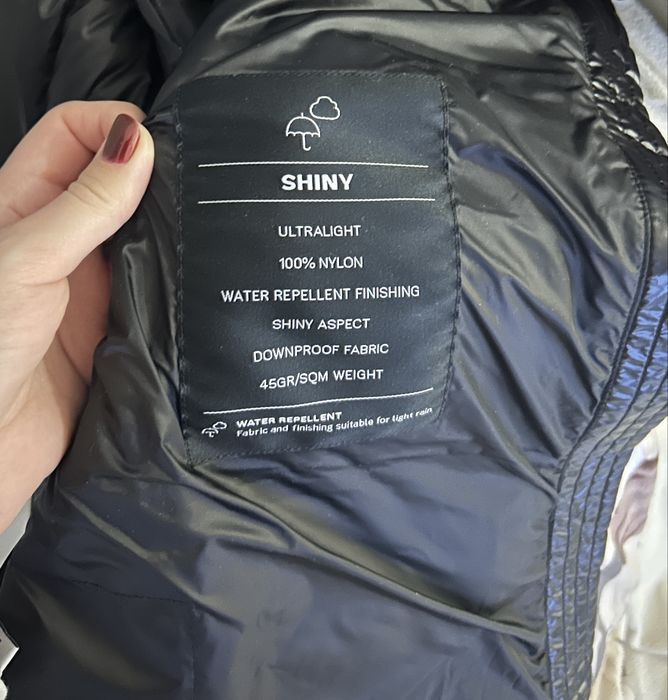 SHINY
ULTRALIGHT
100% NYLON
WATER REPELLENT FINISHING
SHINY ASPECT
DOWNPROOF FABRIC
45GR/SQM WEIGHT
WATER REPELLENT
Fabric and finishing suitable for light rain